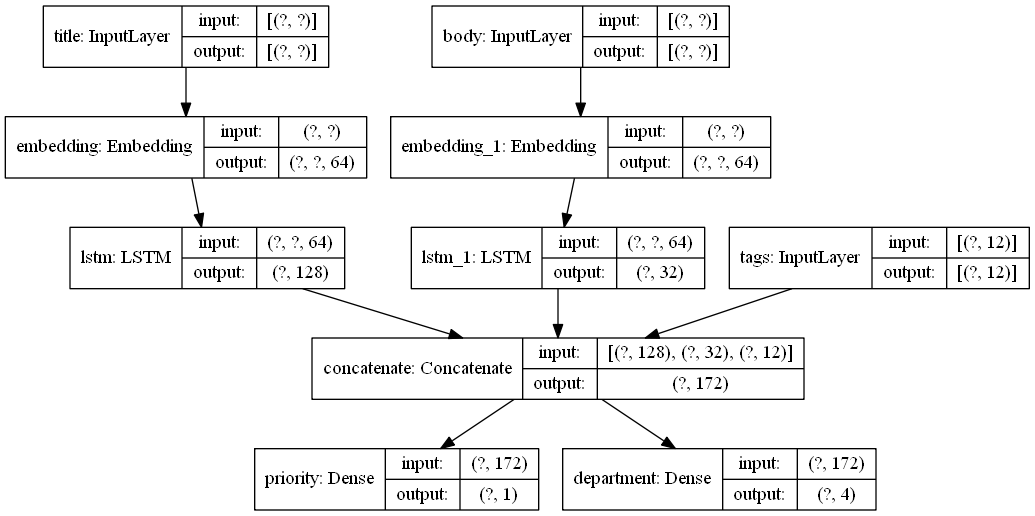 title: InputLayer input: [(?, ?)]
output: [(?, ?)]
body: InputLayer input: [(?, ?)]
output: [(?, ?)]
embedding: Embedding input: (?, ?)
output: (?, ?, 64)
embedding_1: Embedding input: (?, ?)
output: (?, ?, 64)
lstm: LSTM input: (?, ?, 64)
output: (?, 128)
lstm_1: LSTM input: (?, ?, 64)
output: (?, 32)
tags: InputLayer input: [(?, 12)]
output: [(?, 12)]
concatenate: Concatenate input: [(?, 128), (?, 32), (?, 12)]
output: (?, 172)
priority: Dense input: (?, 172)
output: (?, 1)
department: Dense input: (?, 172)
output: (?, 4)